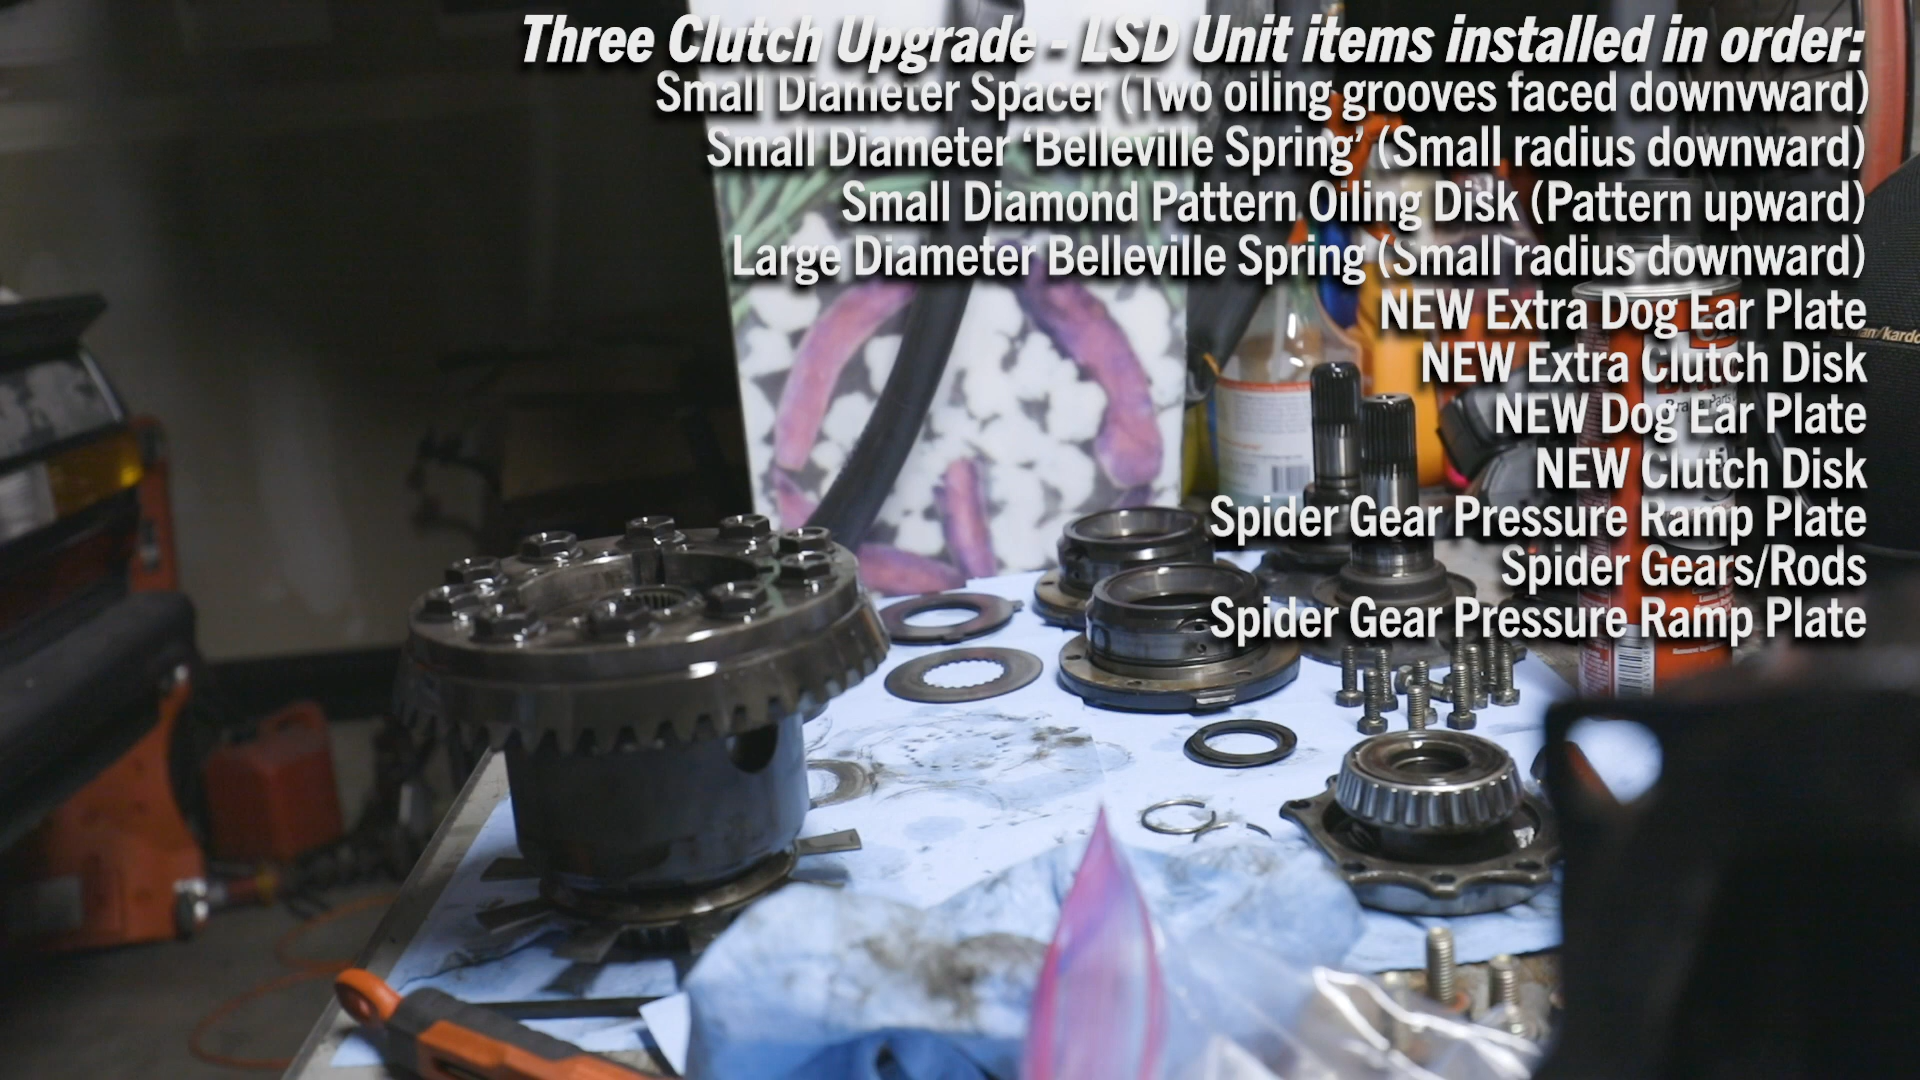 Three Clutch Upgrade - LSD Unit items installed in order:
Small Diameter Spacer (Two oiling grooves faced downvward)
Small Diameter ‘Belleville Spring’ (Small radius downward)
Small Diamond Pattern Oiling Disk (Pattern upward)
Large Diameter Belleville Spring (Small radius downward)
NEW Extra Dog Ear Plate
NEW Extra Clutch Disk
NEW Dog Ear Plate
NEW Clutch Disk
Spider Gear Pressure Ramp Plate
Spider Gears/Rods
Spider Gear Pressure Ramp Plate
an/kardo